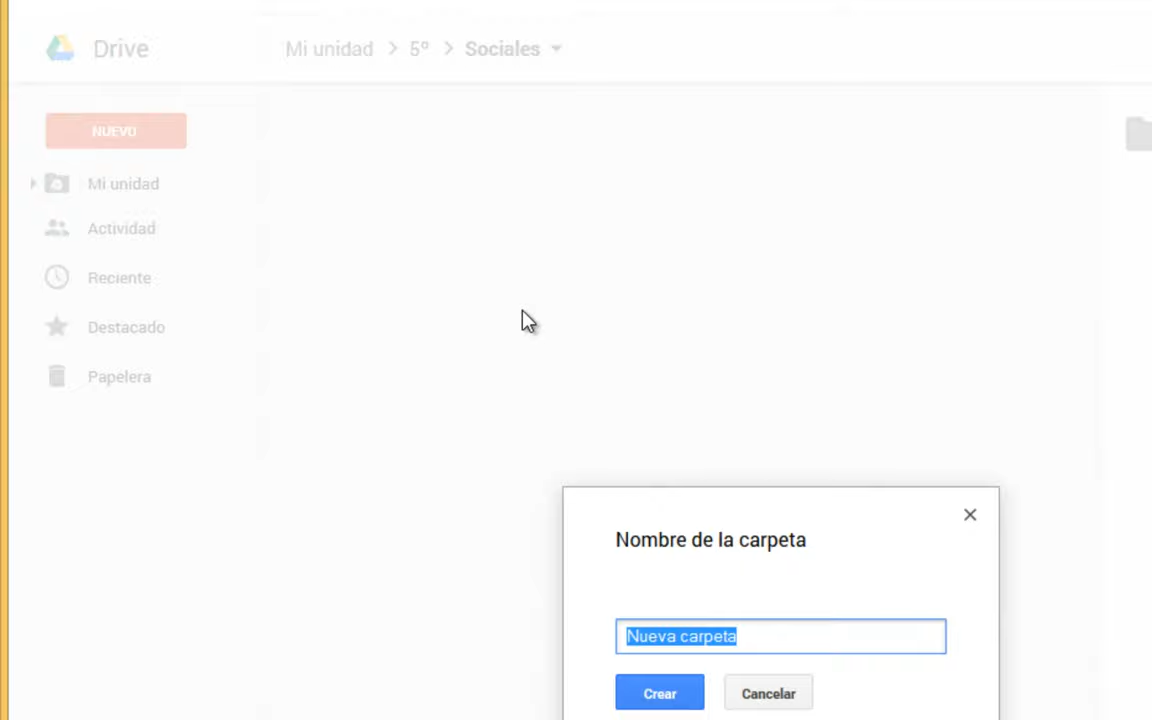 Drive
Mi unidad > 5º > Sociales
NUEVO
Mi unidad
Actividad
Reciente
Destacado
Papelera
Nombre de la carpeta
Nueva carpeta
Crear
Cancelar